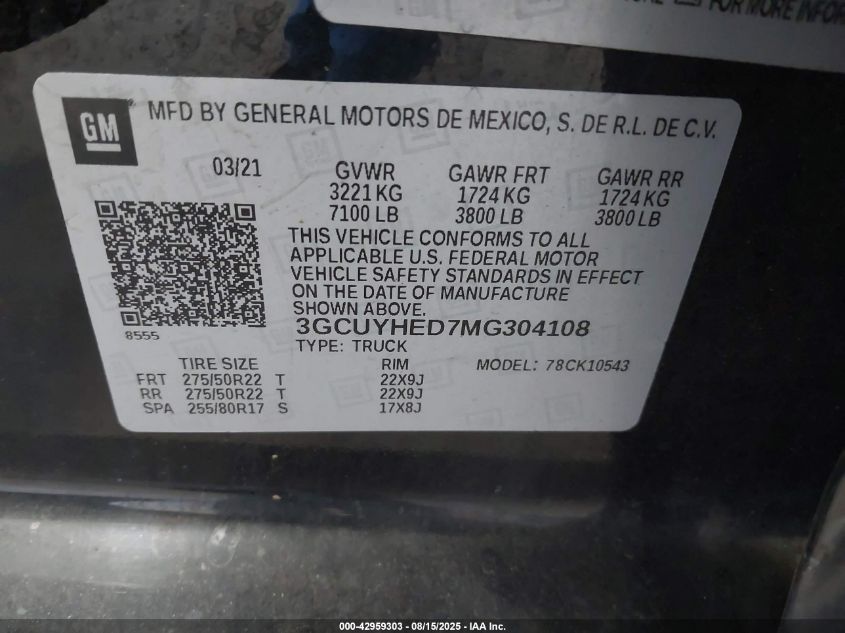 FOR MORE INFOR
GM
MFD BY GENERAL MOTORS DE MEXICO, S. DE R.L. DE C.V.
03/21 GVWR GAWR FRT GAWR RR
3221 KG 1724 KG 1724 KG
7100 LB 3800 LB 3800 LB
THIS VEHICLE CONFORMS TO ALL
APPLICABLE U.S. FEDERAL MOTOR
VEHICLE SAFETY STANDARDS IN EFFECT
ON THE DATE OF MANUFACTURE
SHOWN ABOVE.
3GCUYHED7MG304108
8555
TYPE: TRUCK
TIRE SIZE RIM MODEL: 78CK10543
FRT 275/50R22 T 22X9J
RR 275/50R22 T 22X9J
SPA 255/80R17 S 17X8J
000-42959303 - 08/15/2025 - IAA Inc.